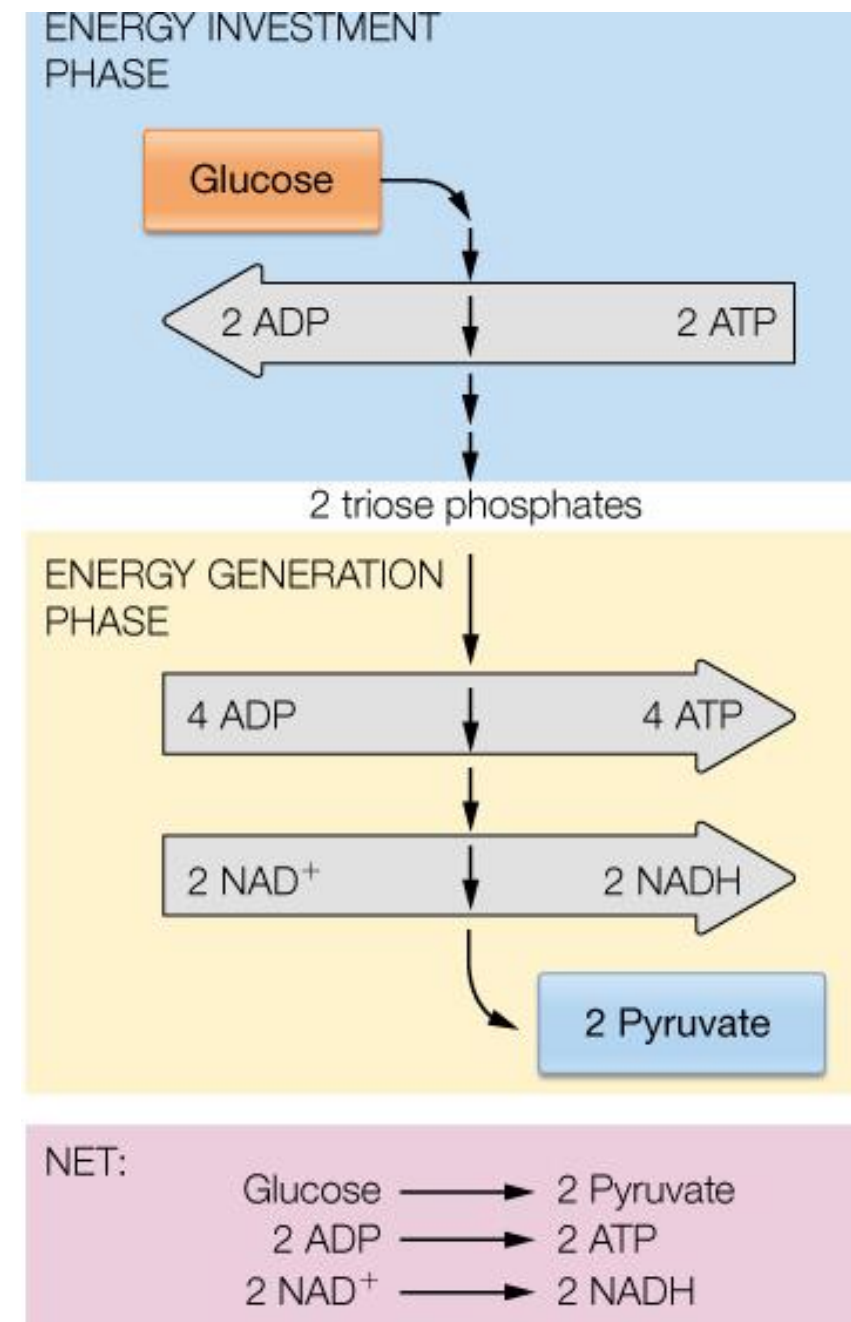 ENERGY INVESTMENT
PHASE
Glucose
2 ADP 2 ATP
2 triose phosphates
ENERGY GENERATION
PHASE
4 ADP 4 ATP
2 NAD⁺ 2 NADH
2 Pyruvate
NET:
Glucose → 2 Pyruvate
2 ADP → 2 ATP
2 NAD⁺ → 2 NADH